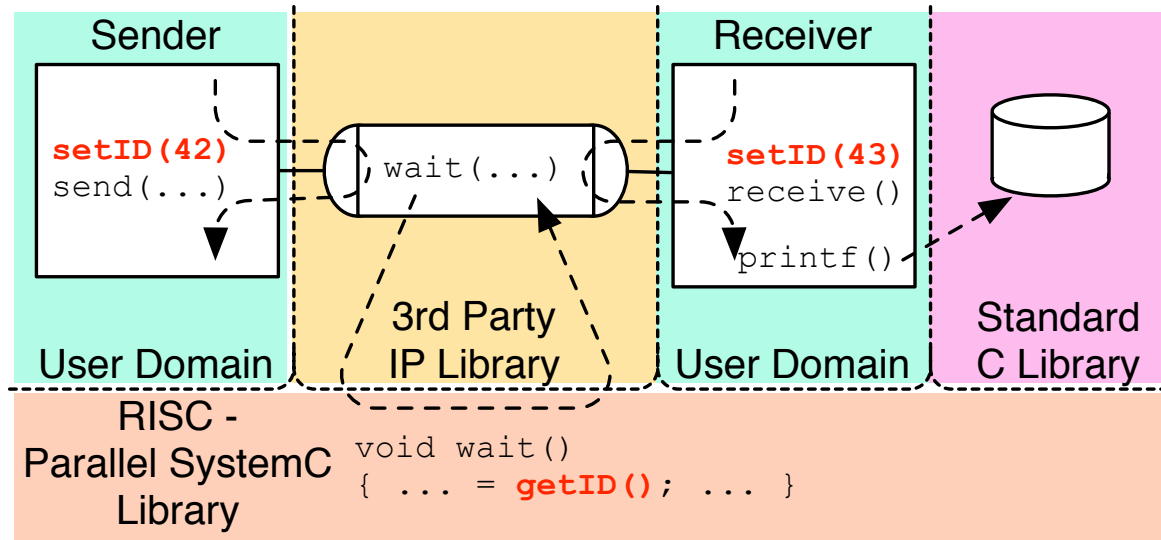 Sender
setID(42)
send(...)
User Domain
wait(...)
3rd Party
IP Library
Receiver
setID(43)
receive()
printf()
User Domain
Standard
C Library
RISC -
Parallel SystemC
Library
void wait()
{ ... = getID(); ... }